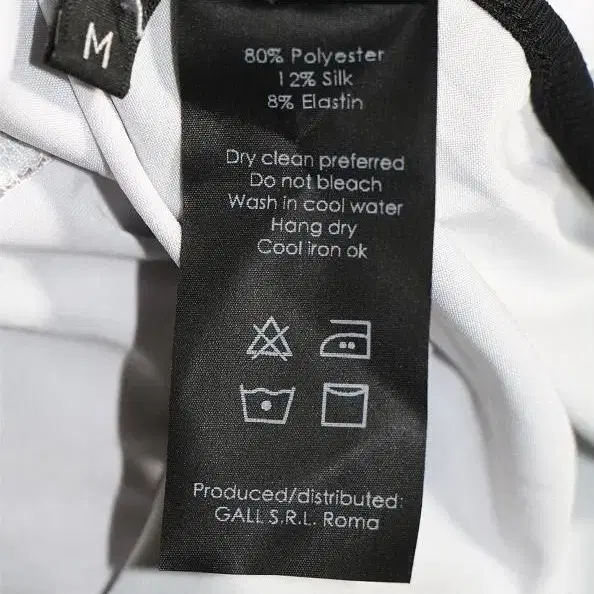 M
80% Polyester
12% Silk
8% Elastin
Dry clean preferred
Do not bleach
Wash in cool water
Hang dry
Cool iron ok
Produced/distributed:
GALL S.R.L. Roma